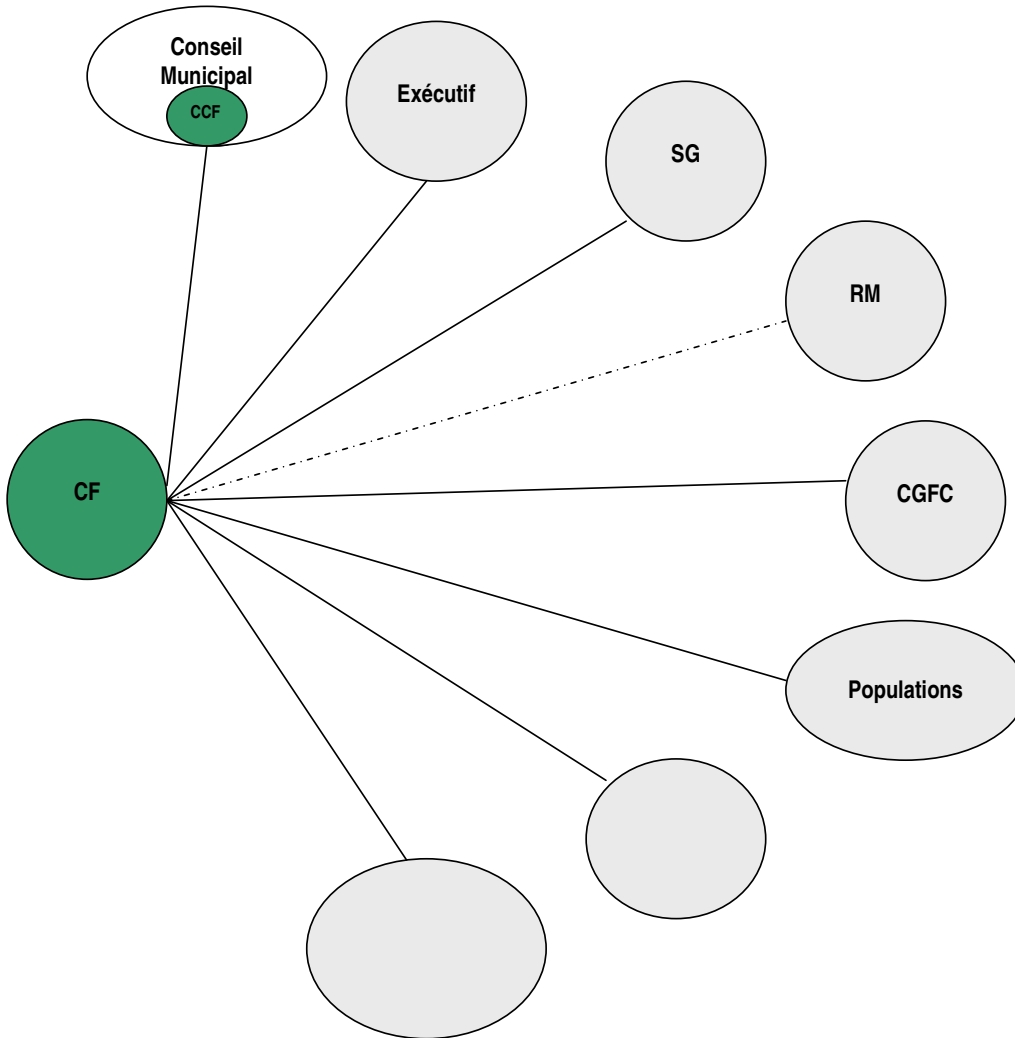 Conseil
Municipal
CCF
Exécutif
SG
RM
CF
CGFC
Populations